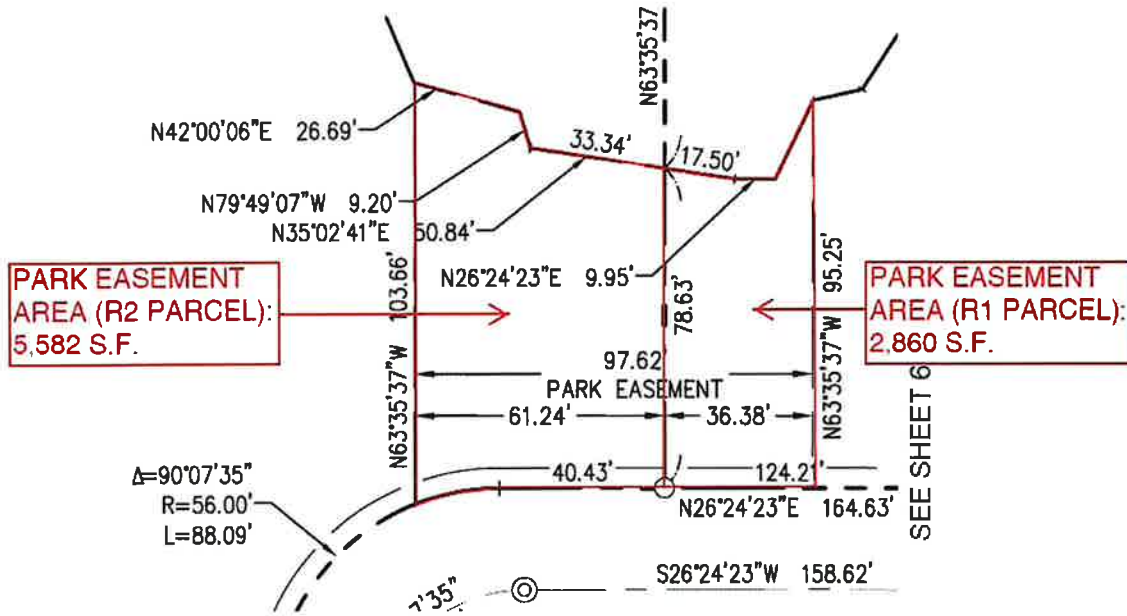 N63°35'37
N42°00'06"E 26.69'
33.34'
17.50'
N79°49'07"W 9.20'
N35°02'41"E 50.84'
N26°24'23"E 9.95'
PARK EASEMENT
AREA (R2 PARCEL):
5,582 S.F.
103.66'
N63°35'37"W
78.63'
95.25'
N63°35'37"W
PARK EASEMENT
AREA (R1 PARCEL):
2,860 S.F.
97.62
PARK EASEMENT
61.24'
36.38'
SEE SHEET 6
Δ=90°07'35"
R=56.00'
L=88.09'
40.43'
124.21'
N26°24'23"E 164.63'
S26°24'23"W 158.62'
7'35"